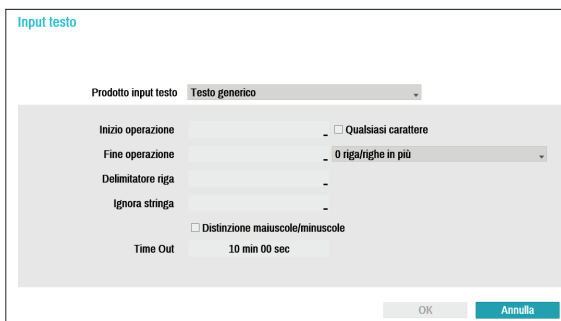 Input testo
Prodotto input testo Testo generico
Inizio operazione _ Qualsiasi carattere
Fine operazione _ 0 riga/righe in più
Delimitatore riga _
Ignora stringa _
Distinzione maiuscole/minuscole
Time Out 10 min 00 sec
OK Annulla